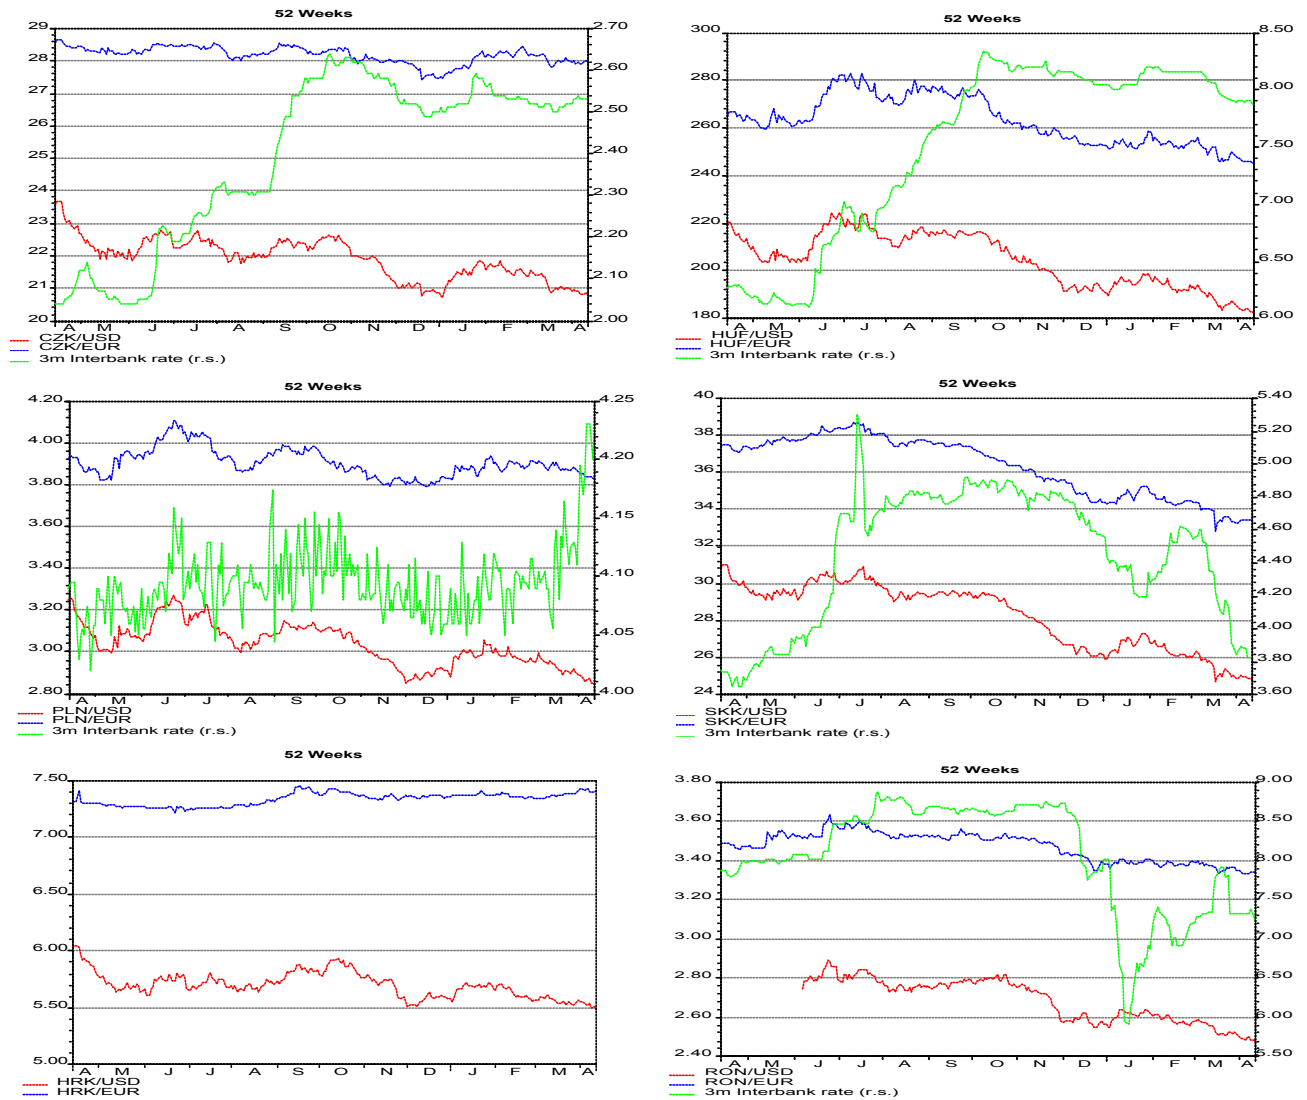 52 Weeks
29
28
27
26
25
24
23
22
21
20
2.70
2.60
2.50
2.40
2.30
2.20
2.10
2.00
A M J J A S O N D J F M A
CZK/USD
CZK/EUR
3m Interbank rate (r.s.)
52 Weeks
300
280
260
240
220
200
180
8.50
8.00
7.50
7.00
6.50
6.00
A M J J A S O N D J F M A
HUF/USD
HUF/EUR
3m Interbank rate (r.s.)
52 Weeks
4.20
4.00
3.80
3.60
3.40
3.20
3.00
2.80
4.25
4.20
4.15
4.10
4.05
4.00
A M J J A S O N D J F M A
PLN/USD
PLN/EUR
3m Interbank rate (r.s.)
52 Weeks
40
38
36
34
32
30
28
26
24
5.40
5.20
5.00
4.80
4.60
4.40
4.20
4.00
3.80
3.60
A M J J A S O N D J F M A
SKK/USD
SKK/EUR
3m Interbank rate (r.s.)
52 Weeks
7.50
7.00
6.50
6.00
5.50
5.00
A M J J A S O N D J F M A
HRK/USD
HRK/EUR
52 Weeks
3.80
3.60
3.40
3.20
3.00
2.80
2.60
2.40
9.00
8.50
8.00
7.50
7.00
6.50
6.00
5.50
A M J J A S O N D J F M A
RON/USD
RON/EUR
3m Interbank rate (r.s.)